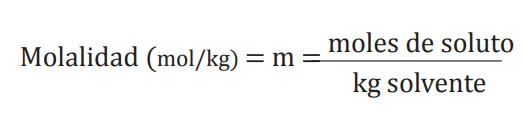 Molalidad (mol/kg) = m = moles de soluto
kg solvente